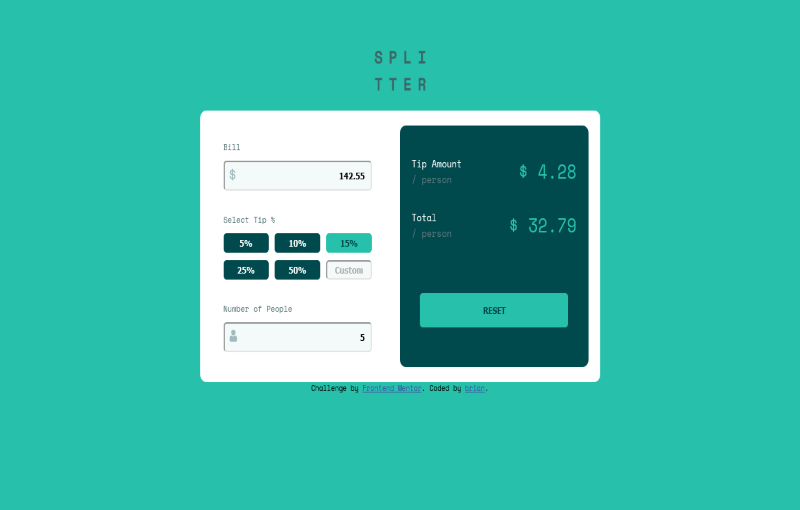 SPLI
TTER
Bill
$ 142.55
Select Tip %
5% 10% 15%
25% 50% Custom
Number of People
5
Tip Amount
/ person
$ 4.28
Total
/ person
$ 32.79
RESET
Challenge by Frontend Mentor. Coded by brian.